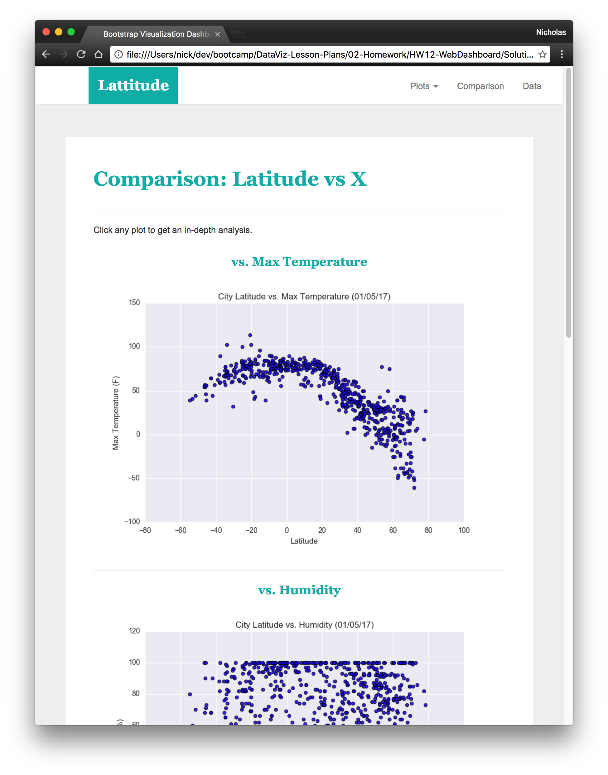 Bootstrap Visualization Dashb
Nicholas
file:///Users/nick/dev/bootcamp/DataViz-Lesson-Plans/02-Homework/HW12-WebDashboard/Soluti...
Lattitude
Plots
Comparison
Data
Comparison: Latitude vs X
Click any plot to get an in-depth analysis.
vs. Max Temperature
City Latitude vs. Max Temperature (01/05/17)
150
100
50
0
−50
−100
Max Temperature (F)
−80 −60 −40 −20 0 20 40 60 80 100
Latitude
vs. Humidity
City Latitude vs. Humidity (01/05/17)
120
100
80
60
%)